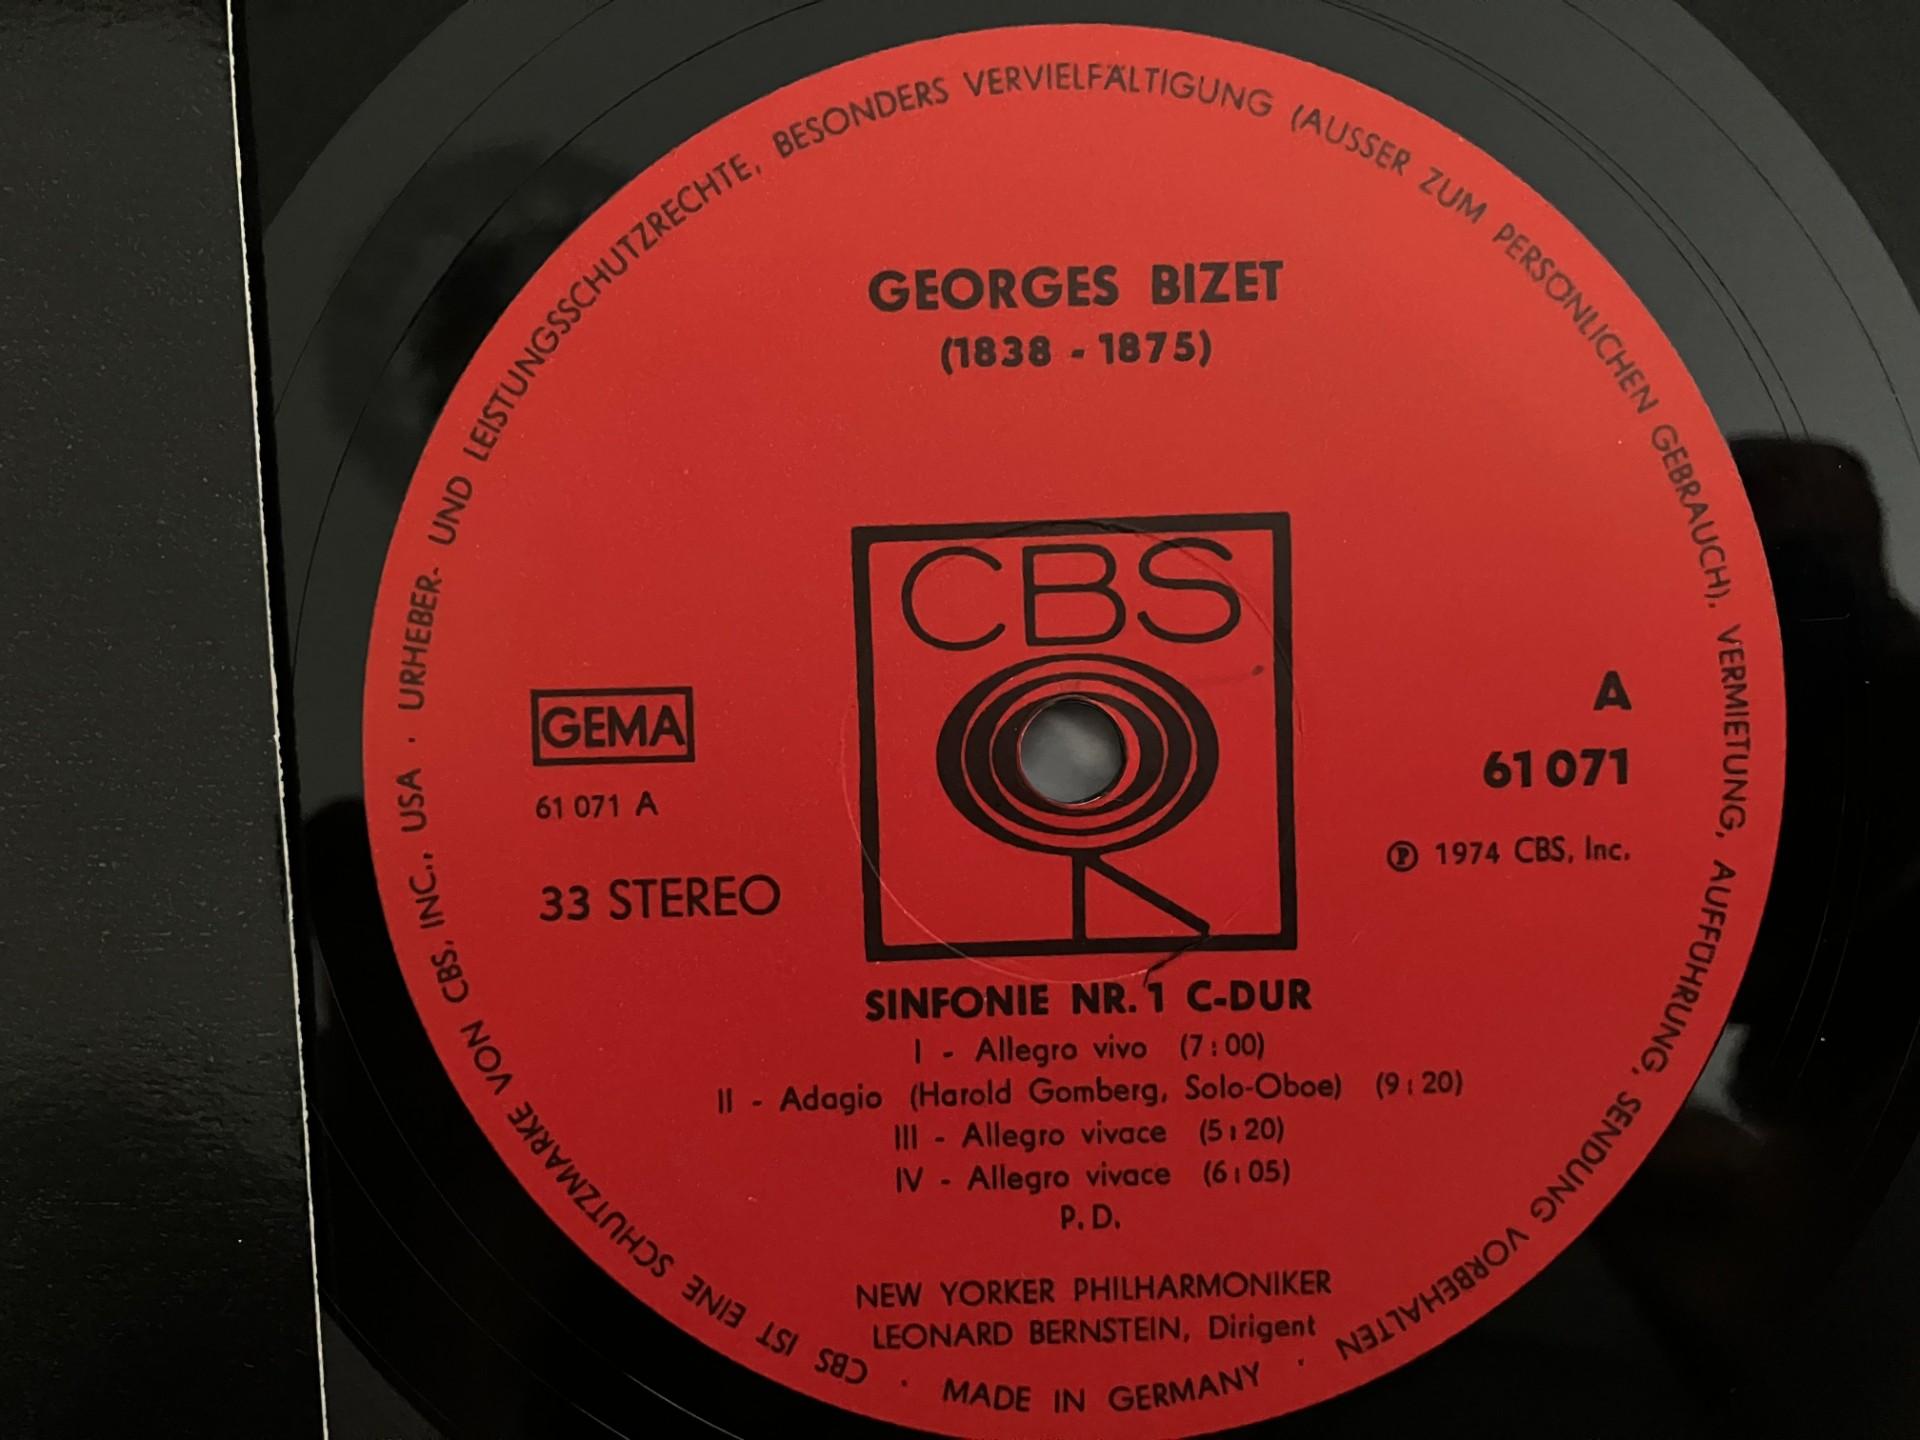 URHEBER- UND LEISTUNGSSCHUTZRECHTE, BESONDERS VERVIELFÄLTIGUNG (AUSSER ZUM PERSÖNLICHEN GEBRAUCH), VERMIETUNG, AUFFÜHRUNG, SENDUNG VORBEHALTEN ·
GEORGES BIZET
(1838 - 1875)
CBS
GEMA
61 071 A
33 STEREO
A
61 071
Ⓟ 1974 CBS, Inc.
SINFONIE NR. 1 C-DUR
I - Allegro vivo (7:00)
II - Adagio (Harold Gomberg, Solo-Oboe) (9:20)
III - Allegro vivace (5:20)
IV - Allegro vivace (6:05)
P. D.
NEW YORKER PHILHARMONIKER
LEONARD BERNSTEIN, Dirigent
MADE IN GERMANY ·
CBS IST EINE SCHUTZMARKE VON CBS, INC., USA ·